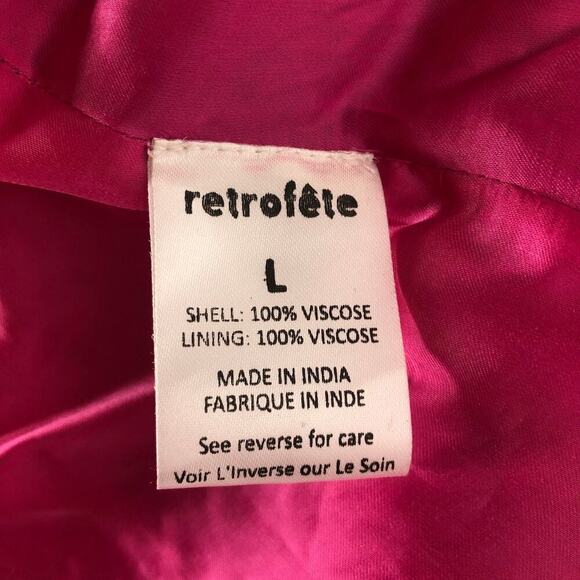 retrofête
L
SHELL: 100% VISCOSE
LINING: 100% VISCOSE
MADE IN INDIA
FABRIQUE IN INDE
See reverse for care
Voir L'Inverse our Le Soin